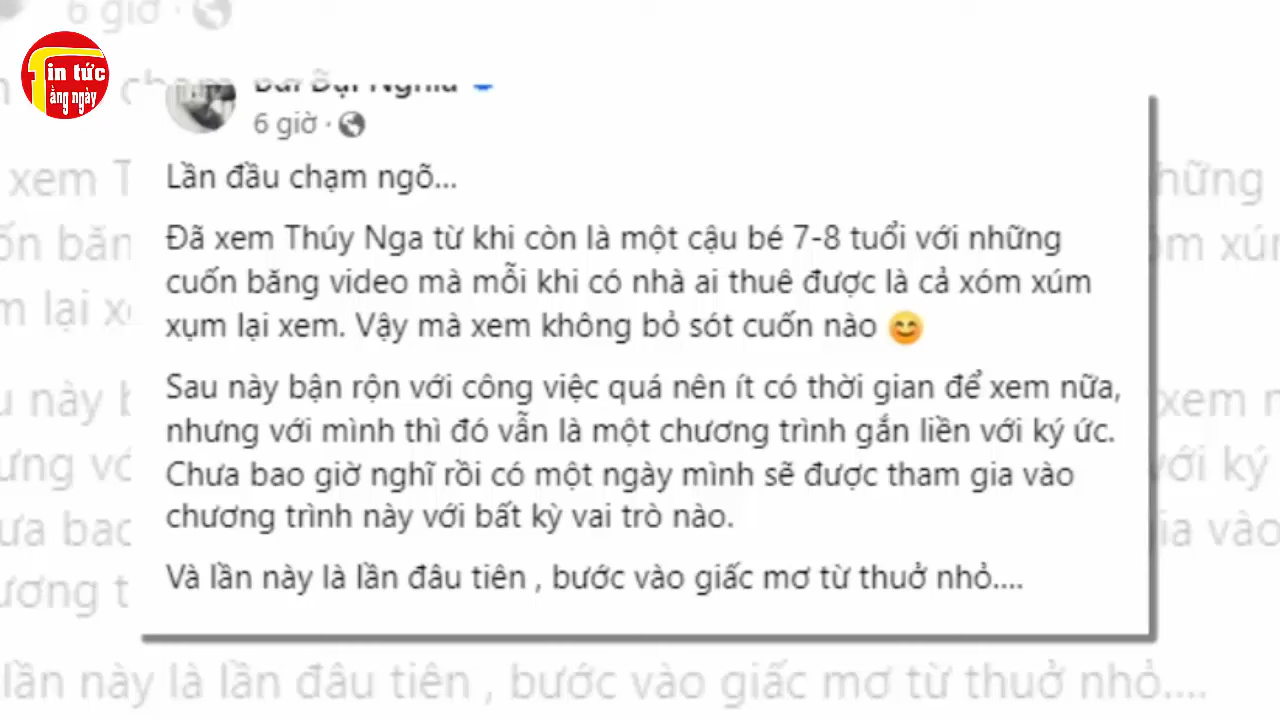 in tức
ằng ngày
6 giờ ·
Lần đầu chạm ngõ...
Đã xem Thúy Nga từ khi còn là một cậu bé 7-8 tuổi với những
cuốn băng video mà mỗi khi có nhà ai thuê được là cả xóm xúm
xụm lại xem. Vậy mà xem không bỏ sót cuốn nào 😊
Sau này bận rộn với công việc quá nên ít có thời gian để xem nữa,
nhưng với mình thì đó vẫn là một chương trình gắn liền với ký ức.
Chưa bao giờ nghĩ rồi có một ngày mình sẽ được tham gia vào
chương trình này với bất kỳ vai trò nào.
Và lần này là lần đâu tiên , bước vào giấc mơ từ thuở nhỏ....
lần này là lần đâu tiên , bước vào giấc mơ từ thuở nhỏ....